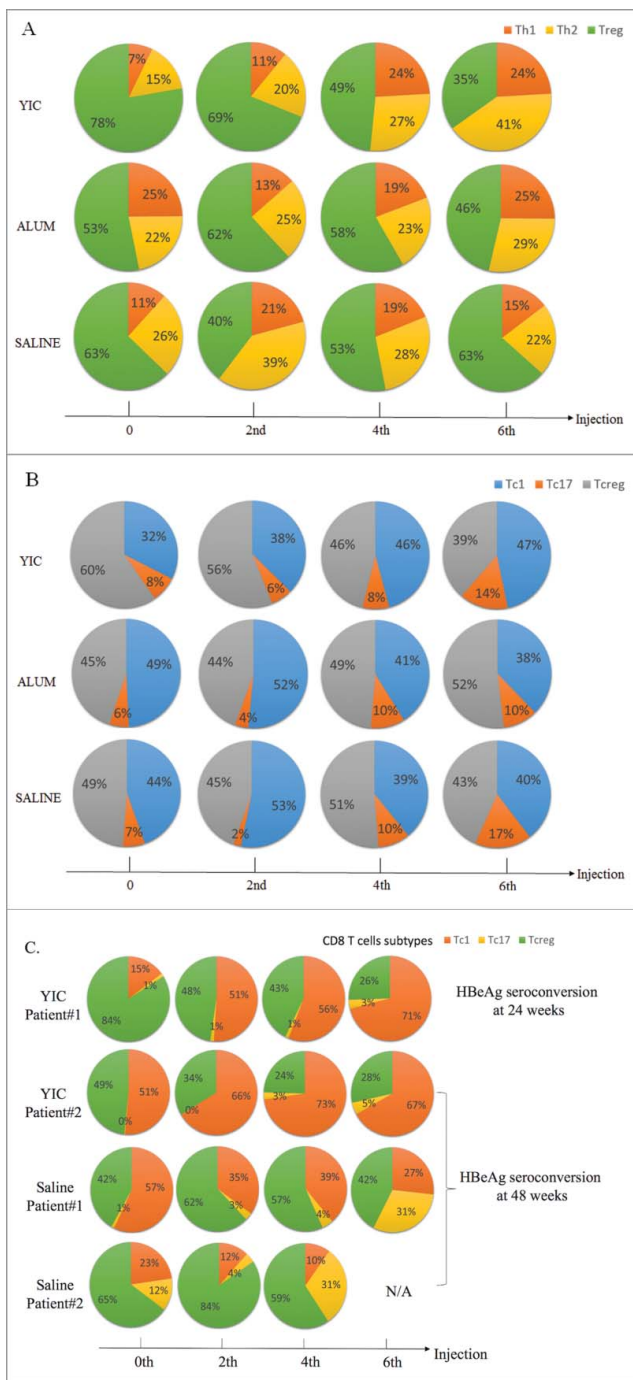 A
Th1 Th2 Treg
YIC
7% 15% 78%
11% 20% 69%
24% 27% 49%
24% 41% 35%
ALUM
25% 22% 53%
13% 25% 62%
19% 23% 58%
25% 29% 46%
SALINE
11% 26% 63%
21% 39% 40%
19% 28% 53%
15% 22% 63%
0 2nd 4th 6th Injection
B
Tc1 Tc17 Tcreg
YIC
32% 8% 60%
38% 6% 56%
46% 8% 46%
47% 14% 39%
ALUM
49% 6% 45%
52% 4% 44%
41% 10% 49%
38% 10% 52%
SALINE
44% 7% 49%
53% 2% 45%
39% 10% 51%
40% 17% 43%
0 2nd 4th 6th Injection
C.
CD8 T cells subtypes Tc1 Tc17 Tcreg
YIC
Patient#1
15% 1% 84%
51% 1% 48%
56% 1% 43%
71% 3% 26%
HBeAg seroconversion
at 24 weeks
YIC
Patient#2
51% 0% 49%
66% 0% 34%
73% 3% 24%
67% 5% 28%
Saline
Patient#1
57% 1% 42%
35% 3% 62%
39% 4% 57%
27% 31% 42%
HBeAg seroconversion
at 48 weeks
Saline
Patient#2
23% 12% 65%
12% 4% 84%
10% 31% 59%
N/A
0th 2th 4th 6th Injection